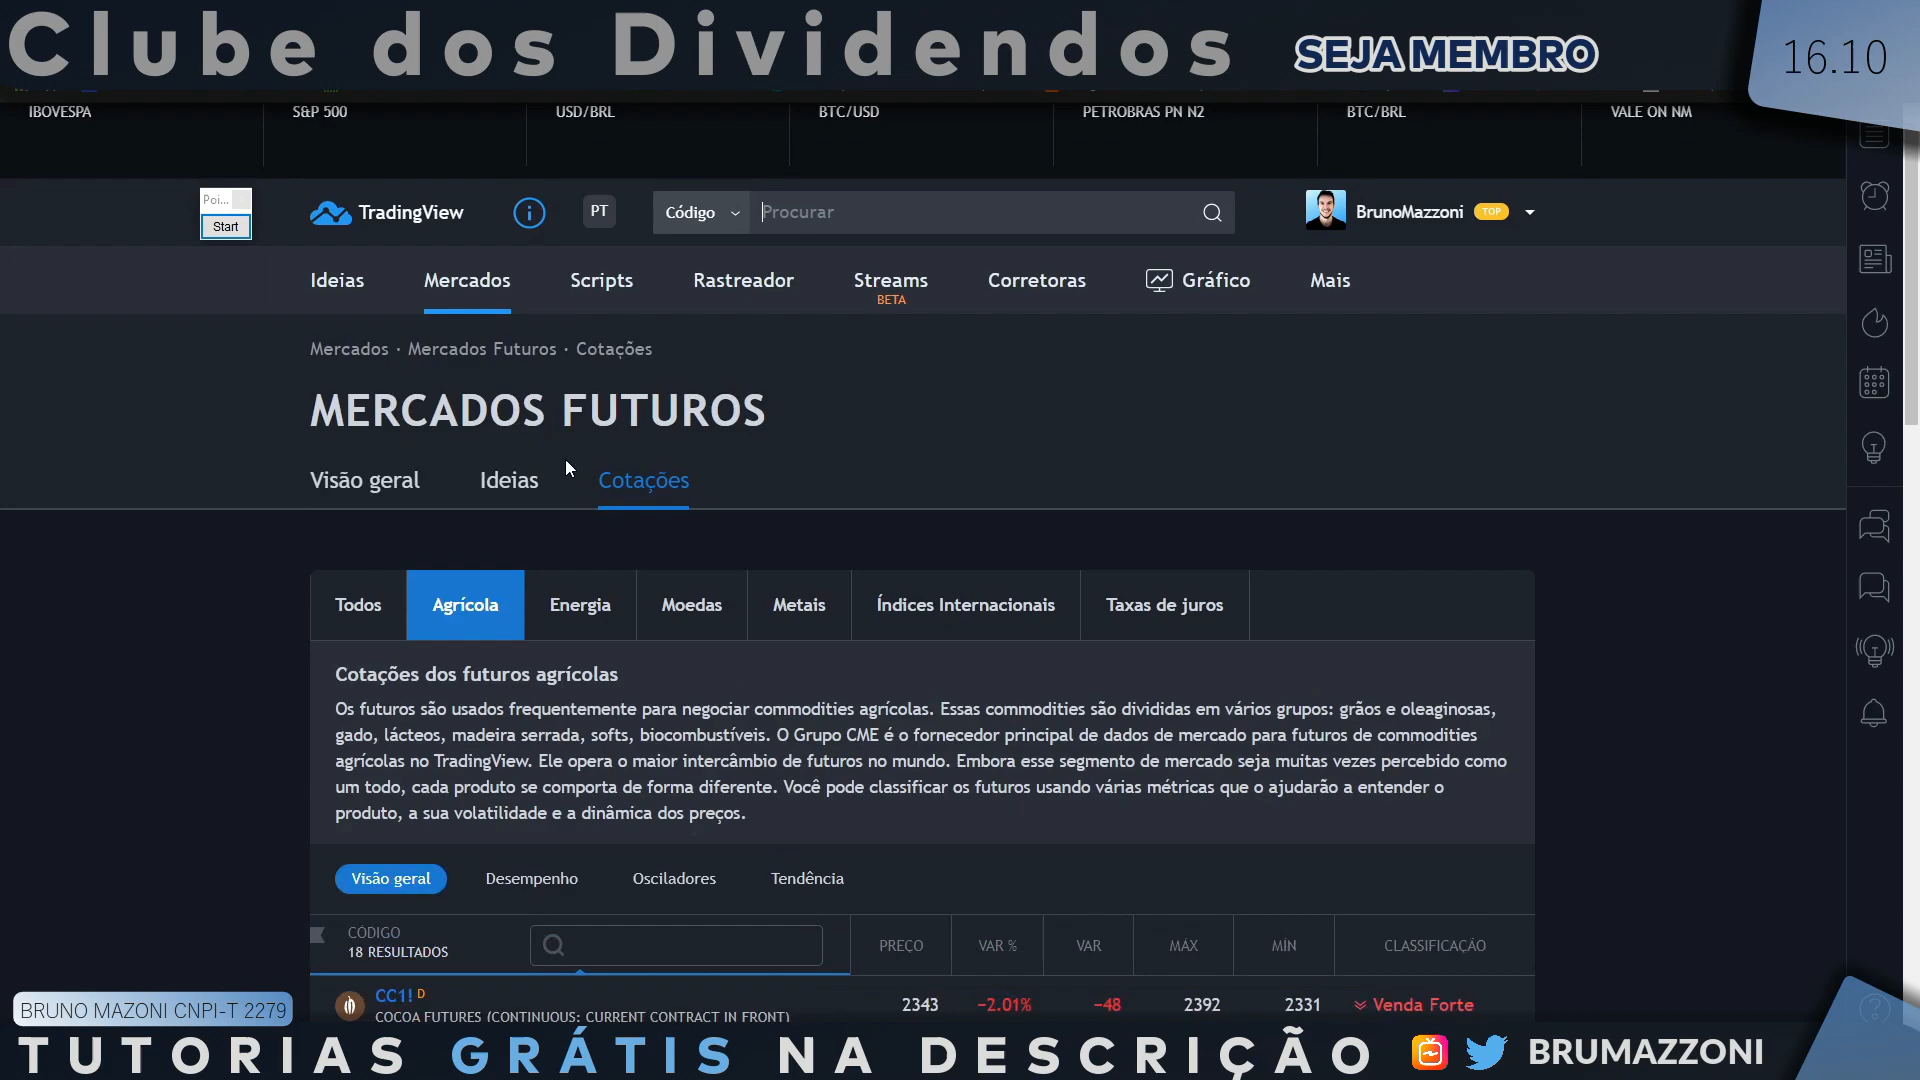 Clube dos Dividendos
SEJA MEMBRO
16.10
IBOVESPA
S&P 500
USD/BRL
BTC/USD
PETROBRAS PN N2
BTC/BRL
VALE ON NM
Poi...
Start
TradingView
PT
Código
Procurar
BrunoMazzoni
TOP
Ideias
Mercados
Scripts
Rastreador
Streams
BETA
Corretoras
Gráfico
Mais
Mercados · Mercados Futuros · Cotações
MERCADOS FUTUROS
Visão geral
Ideias
Cotações
Todos
Agrícola
Energia
Moedas
Metais
Índices Internacionais
Taxas de juros
Cotações dos futuros agrícolas
Os futuros são usados frequentemente para negociar commodities agrícolas. Essas commodities são divididas em vários grupos: grãos e oleaginosas,
gado, lácteos, madeira serrada, softs, biocombustíveis. O Grupo CME é o fornecedor principal de dados de mercado para futuros de commodities
agrícolas no TradingView. Ele opera o maior intercâmbio de futuros no mundo. Embora esse segmento de mercado seja muitas vezes percebido como
um todo, cada produto se comporta de forma diferente. Você pode classificar os futuros usando várias métricas que o ajudarão a entender o
produto, a sua volatilidade e a dinâmica dos preços.
Visão geral
Desempenho
Osciladores
Tendência
CÓDIGO
18 RESULTADOS
PREÇO
VAR %
VAR
MÁX
MÍN
CLASSIFICAÇÃO
CC1! D
COCOA FUTURES (CONTINUOUS: CURRENT CONTRACT IN FRONT)
2343
−2.01%
−48
2392
2331
Venda Forte
BRUNO MAZONI CNPI-T 2279
TUTORIAS GRÁTIS NA DESCRIÇÃO
BRUMAZZONI